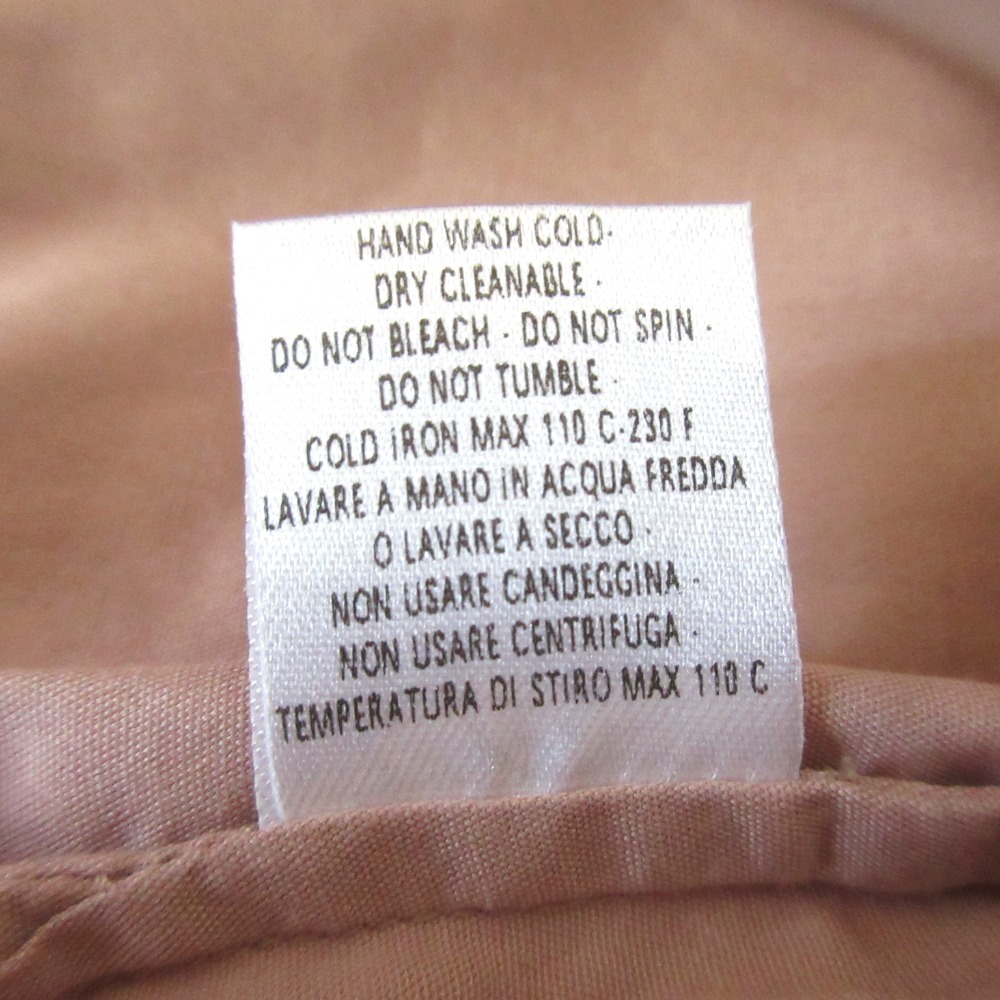 HAND WASH COLD·
DRY CLEANABLE ·
DO NOT BLEACH · DO NOT SPIN ·
DO NOT TUMBLE ·
COLD IRON MAX 110 C·230 F
LAVARE A MANO IN ACQUA FREDDA
O LAVARE A SECCO ·
NON USARE CANDEGGINA ·
NON USARE CENTRIFUGA ·
TEMPERATURA DI STIRO MAX 110 C